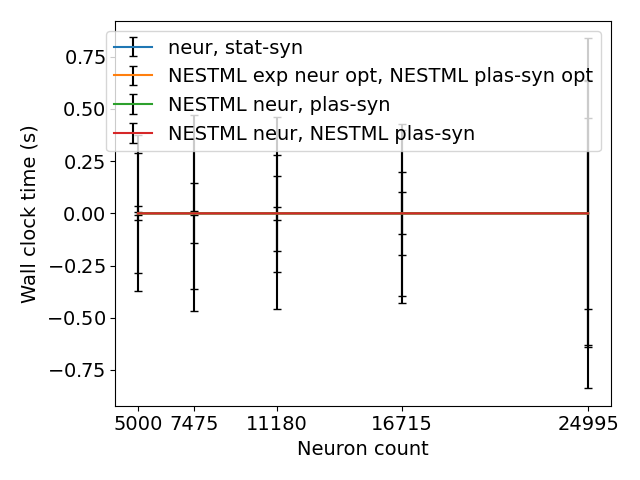 neur, stat-syn
NESTML exp neur opt, NESTML plas-syn opt
NESTML neur, plas-syn
NESTML neur, NESTML plas-syn
0.75
0.50
0.25
0.00
−0.25
−0.50
−0.75
Wall clock time (s)
5000 7475 11180 16715 24995
Neuron count